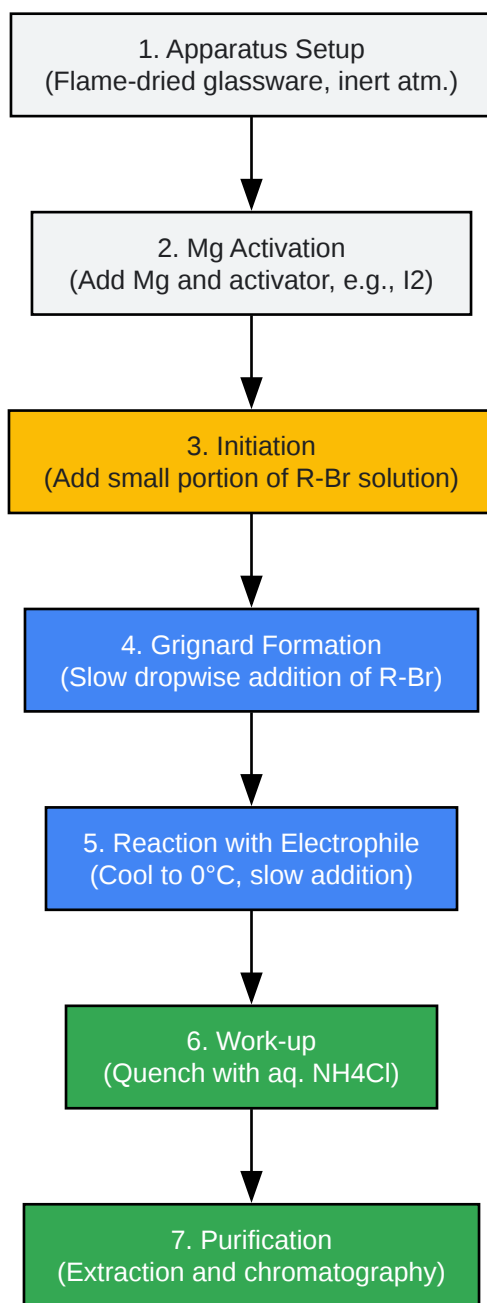 1. Apparatus Setup
(Flame-dried glassware, inert atm.)
2. Mg Activation
(Add Mg and activator, e.g., I2)
3. Initiation
(Add small portion of R-Br solution)
4. Grignard Formation
(Slow dropwise addition of R-Br)
5. Reaction with Electrophile
(Cool to 0°C, slow addition)
6. Work-up
(Quench with aq. NH4Cl)
7. Purification
(Extraction and chromatography)